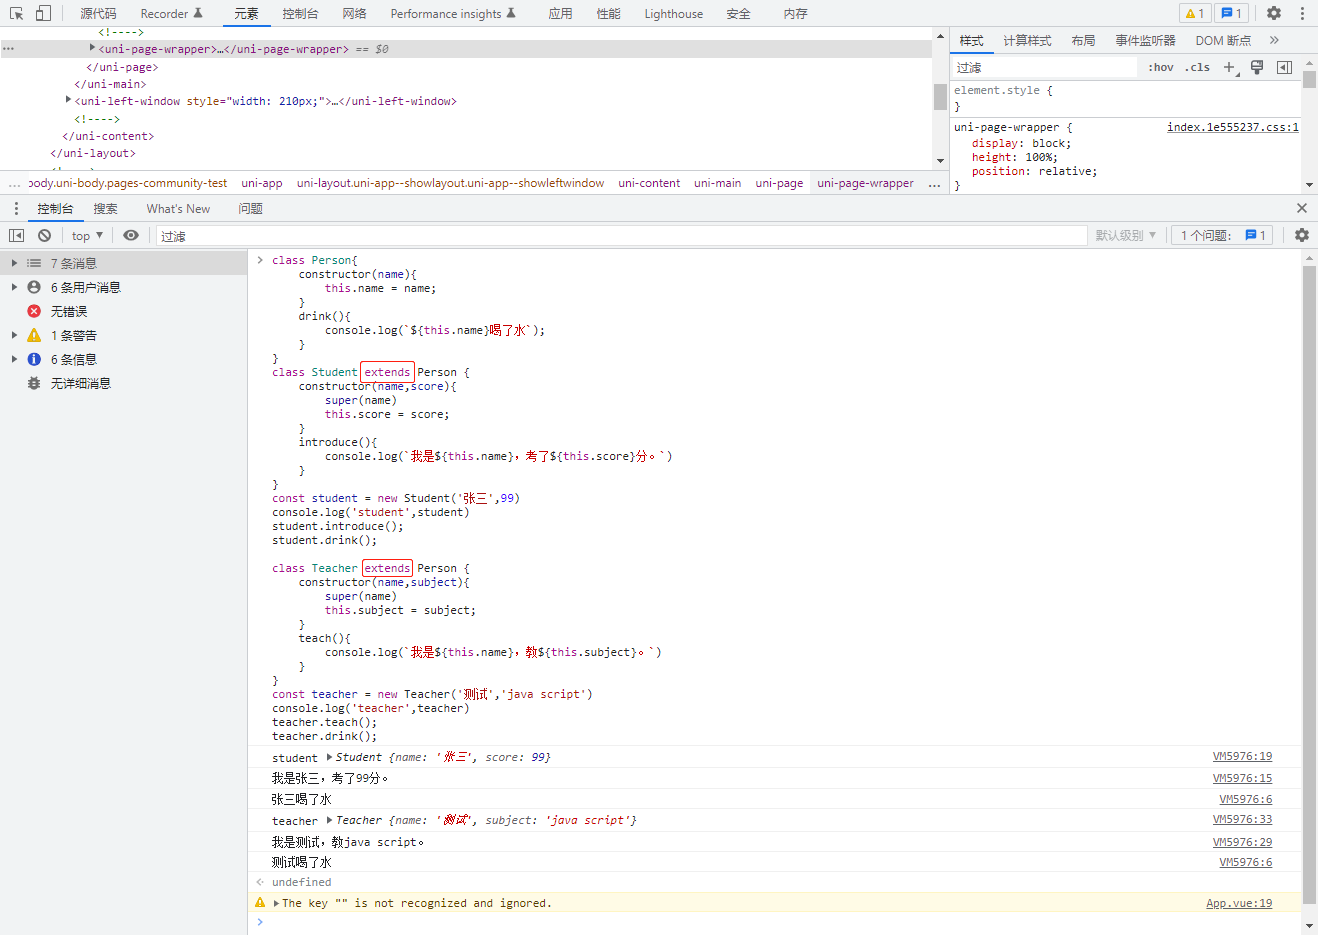 源代码 Recorder 元素 控制台 网络 Performance insights 应用 性能 Lighthouse 安全 内存 1 1
<!---->
… <uni-page-wrapper>…</uni-page-wrapper> == $0
</uni-page>
</uni-main>
<uni-left-window style="width: 210px;">…</uni-left-window>
<!---->
</uni-content>
</uni-layout>
… body.uni-body.pages-community-test uni-app uni-layout.uni-app--showlayout.uni-app--showleftwindow uni-content uni-main uni-page uni-page-wrapper …
样式 计算样式 布局 事件监听器 DOM 断点 »
过滤 :hov .cls +
element.style {
}
uni-page-wrapper { index.1e555237.css:1
display: block;
height: 100%;
position: relative;
}
控制台 搜索 What's New 问题
top 过滤 默认级别 1 个问题: 1
7 条消息
6 条用户消息
无错误
1 条警告
6 条信息
无详细消息
class Person{
constructor(name){
this.name = name;
}
drink(){
console.log(`${this.name}喝了水`);
}
}
class Student extends Person {
constructor(name,score){
super(name)
this.score = score;
}
introduce(){
console.log(`我是${this.name}，考了${this.score}分。`)
}
}
const student = new Student('张三',99)
console.log('student',student)
student.introduce();
student.drink();
class Teacher extends Person {
constructor(name,subject){
super(name)
this.subject = subject;
}
teach(){
console.log(`我是${this.name}，教${this.subject}。`)
}
}
const teacher = new Teacher('测试','java script')
console.log('teacher',teacher)
teacher.teach();
teacher.drink();
student Student {name: '张三', score: 99} VM5976:19
我是张三，考了99分。 VM5976:15
张三喝了水 VM5976:6
teacher Teacher {name: '测试', subject: 'java script'} VM5976:33
我是测试，教java script。 VM5976:29
测试喝了水 VM5976:6
undefined
The key "" is not recognized and ignored. App.vue:19